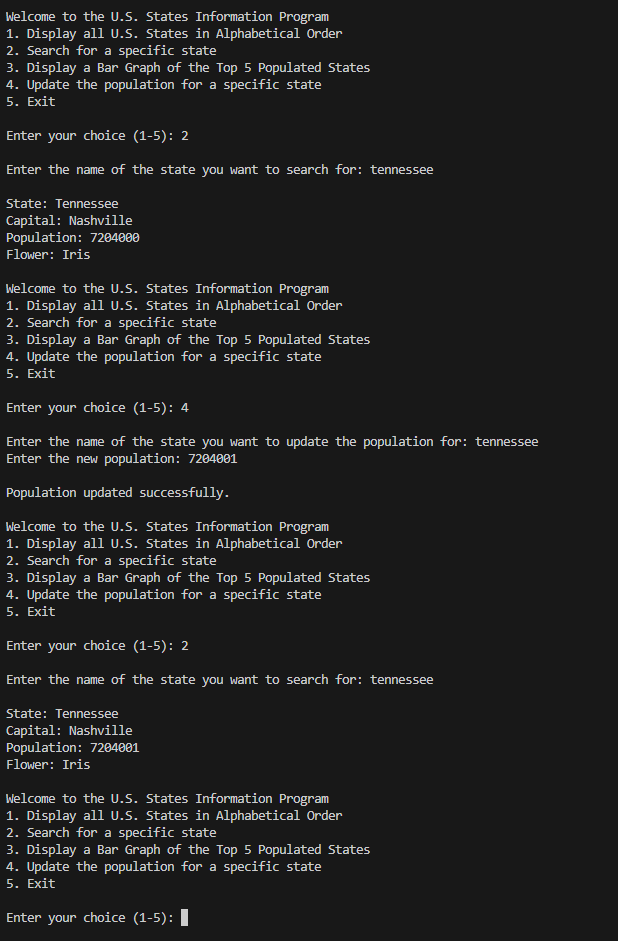 Welcome to the U.S. States Information Program
1. Display all U.S. States in Alphabetical Order
2. Search for a specific state
3. Display a Bar Graph of the Top 5 Populated States
4. Update the population for a specific state
5. Exit
Enter your choice (1-5): 2
Enter the name of the state you want to search for: tennessee
State: Tennessee
Capital: Nashville
Population: 7204000
Flower: Iris
Welcome to the U.S. States Information Program
1. Display all U.S. States in Alphabetical Order
2. Search for a specific state
3. Display a Bar Graph of the Top 5 Populated States
4. Update the population for a specific state
5. Exit
Enter your choice (1-5): 4
Enter the name of the state you want to update the population for: tennessee
Enter the new population: 7204001
Population updated successfully.
Welcome to the U.S. States Information Program
1. Display all U.S. States in Alphabetical Order
2. Search for a specific state
3. Display a Bar Graph of the Top 5 Populated States
4. Update the population for a specific state
5. Exit
Enter your choice (1-5): 2
Enter the name of the state you want to search for: tennessee
State: Tennessee
Capital: Nashville
Population: 7204001
Flower: Iris
Welcome to the U.S. States Information Program
1. Display all U.S. States in Alphabetical Order
2. Search for a specific state
3. Display a Bar Graph of the Top 5 Populated States
4. Update the population for a specific state
5. Exit
Enter your choice (1-5):